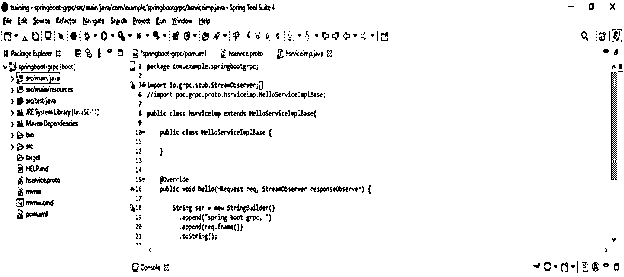 training - springboot-grpc/src/main/java/com/example/springbootgrpc/hsrviceimp.java - Spring Tool Suite 4
File Edit Source Refactor Navigate Search Project Run Window Help
Package Explorer
*springboot-grpc/pom.xml
hservice.proto
hsrviceimp.java
springboot-grpc [boot]
src/main/java
src/main/resources
src/test/java
JRE System Library
Maven Dependencies
bin
src
target
HELP.md
hservice.proto
mvnw
mvnw.cmd
pom.xml
1 package com.example.springbootgrpc;
2
3 import io.grpc.stub.StreamObserver;
4 //import poc.grpc.proto.hsrviceimp.HelloServiceImplBase;
8 public class hsrviceimp extends HelloServiceImplBase{
9
10 public class HelloServiceImplBase {
11
12 }
13
14
15 @Override
16 public void hello(Request req, StreamObserver responseObserver) {
17
18 String ser = new StringBuilder()
19 .append("spring boot grpc, ")
20 .append(req.fname())
21 .toString();
Console